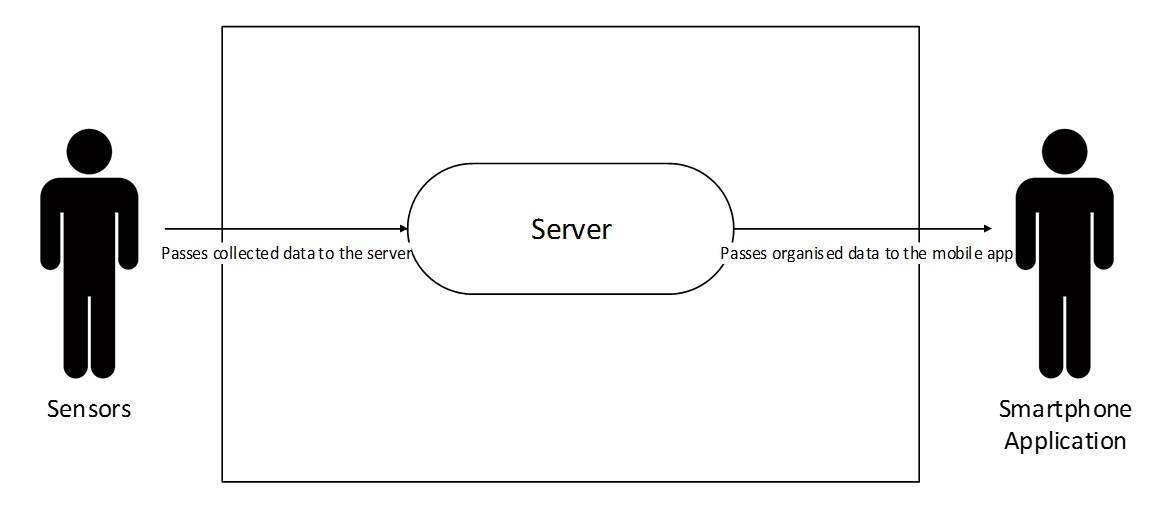 Server
Passes collected data to the server
Passes organised data to the mobile app
Sensors
Smartphone
Application